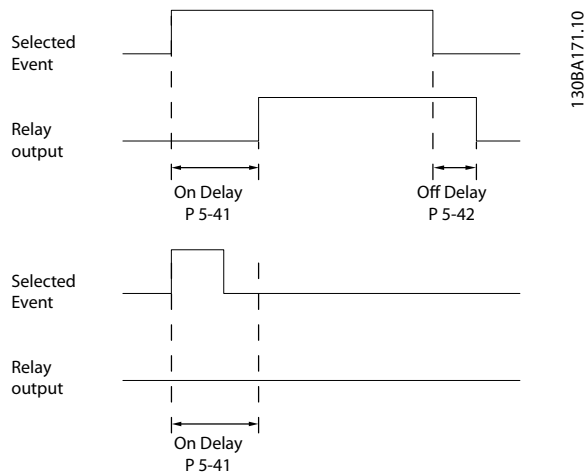 130BA171.10
Selected
Event
Relay
output
On Delay
P 5-41
Off Delay
P 5-42
Selected
Event
Relay
output
On Delay
P 5-41